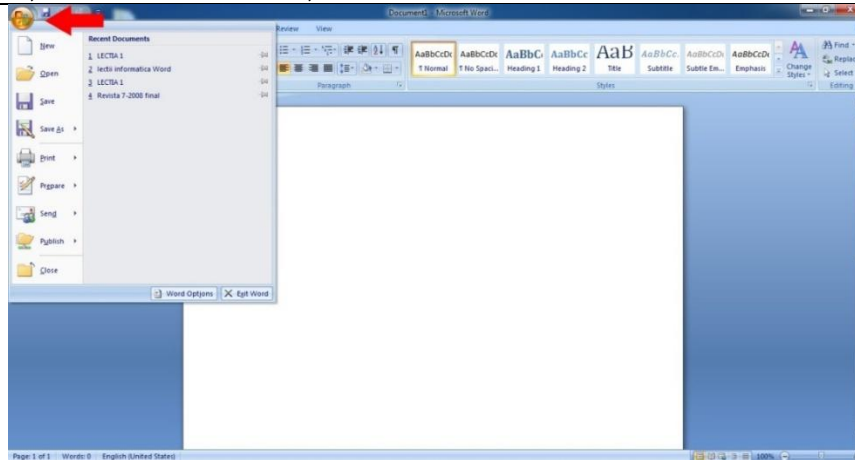 Document1 - Microsoft Word
Review View
New
Open
Save
Save As
Print
Prepare
Send
Publish
Close
Recent Documents
1 LECTIA 1
2 lectii informatica Word
3 LECTIA 1
4 Revista 7-2008 final
Word Options
Exit Word
Paragraph
AaBbCcDc AaBbCcDc AaBbC AaBbCc AaB AaBbCc. AaBbCcDc AaBbCcDc
¶ Normal ¶ No Spaci... Heading 1 Heading 2 Title Subtitle Subtle Em... Emphasis
Change Styles
Styles
Find
Replac
Select
Editing
Page: 1 of 1 Words: 0 English (United States)
100%